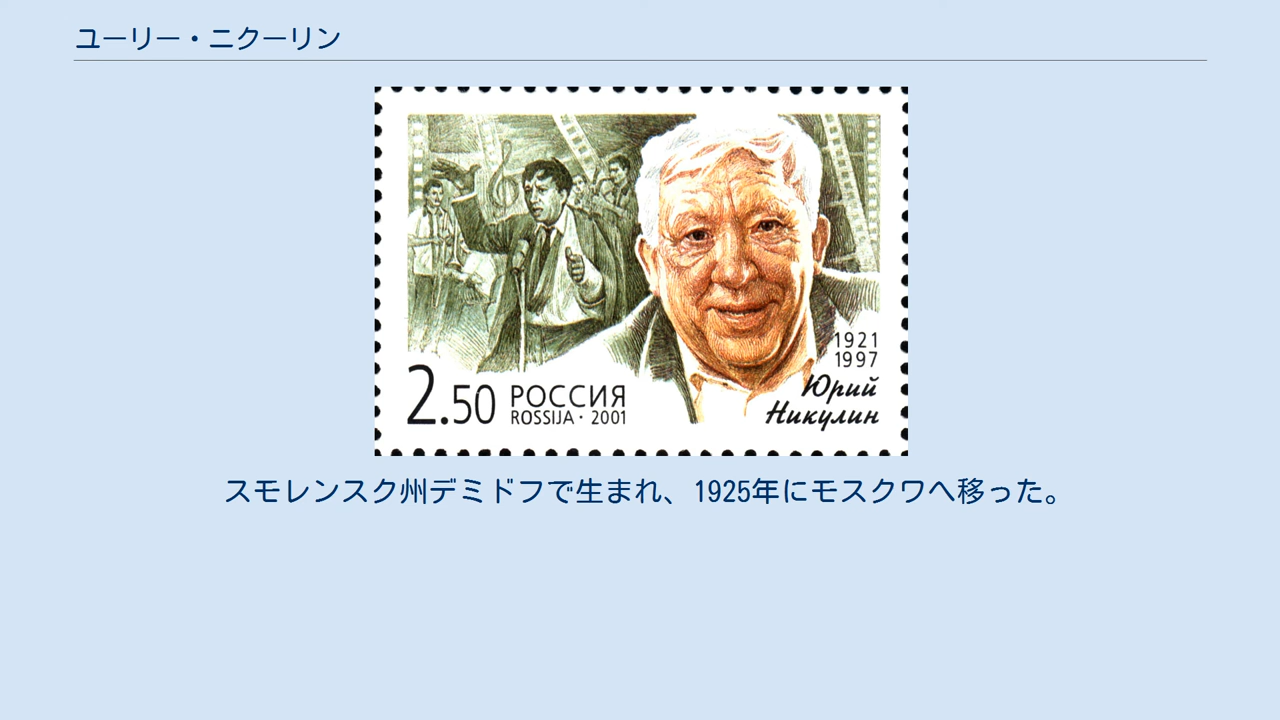 ユーリー・ニクーリン
1921
1997
Юрий
Никулин
2.50 РОССИЯ
ROSSIJA · 2001
スモレンスク州デミドフで生まれ、1925年にモスクワへ移った。